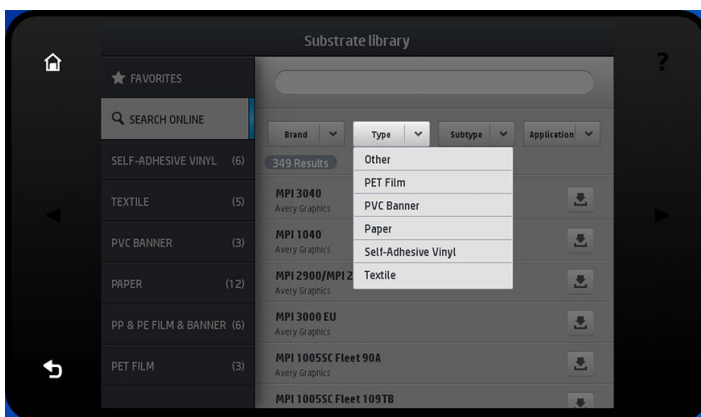 Substrate library
?
FAVORITES
SEARCH ONLINE
SELF-ADHESIVE VINYL (6)
TEXTILE (5)
PVC BANNER (3)
PAPER (12)
PP & PE FILM & BANNER (6)
PET FILM (3)
Brand Type Subtype Application
349 Results
Other
PET Film
PVC Banner
Paper
Self-Adhesive Vinyl
Textile
MPI 3040
Avery Graphics
MPI 1040
Avery Graphics
MPI 2900/MPI 2
Avery Graphics
MPI 3000 EU
Avery Graphics
MPI 1005SC Fleet 90A
Avery Graphics
MPI 1005SC Fleet 109TB